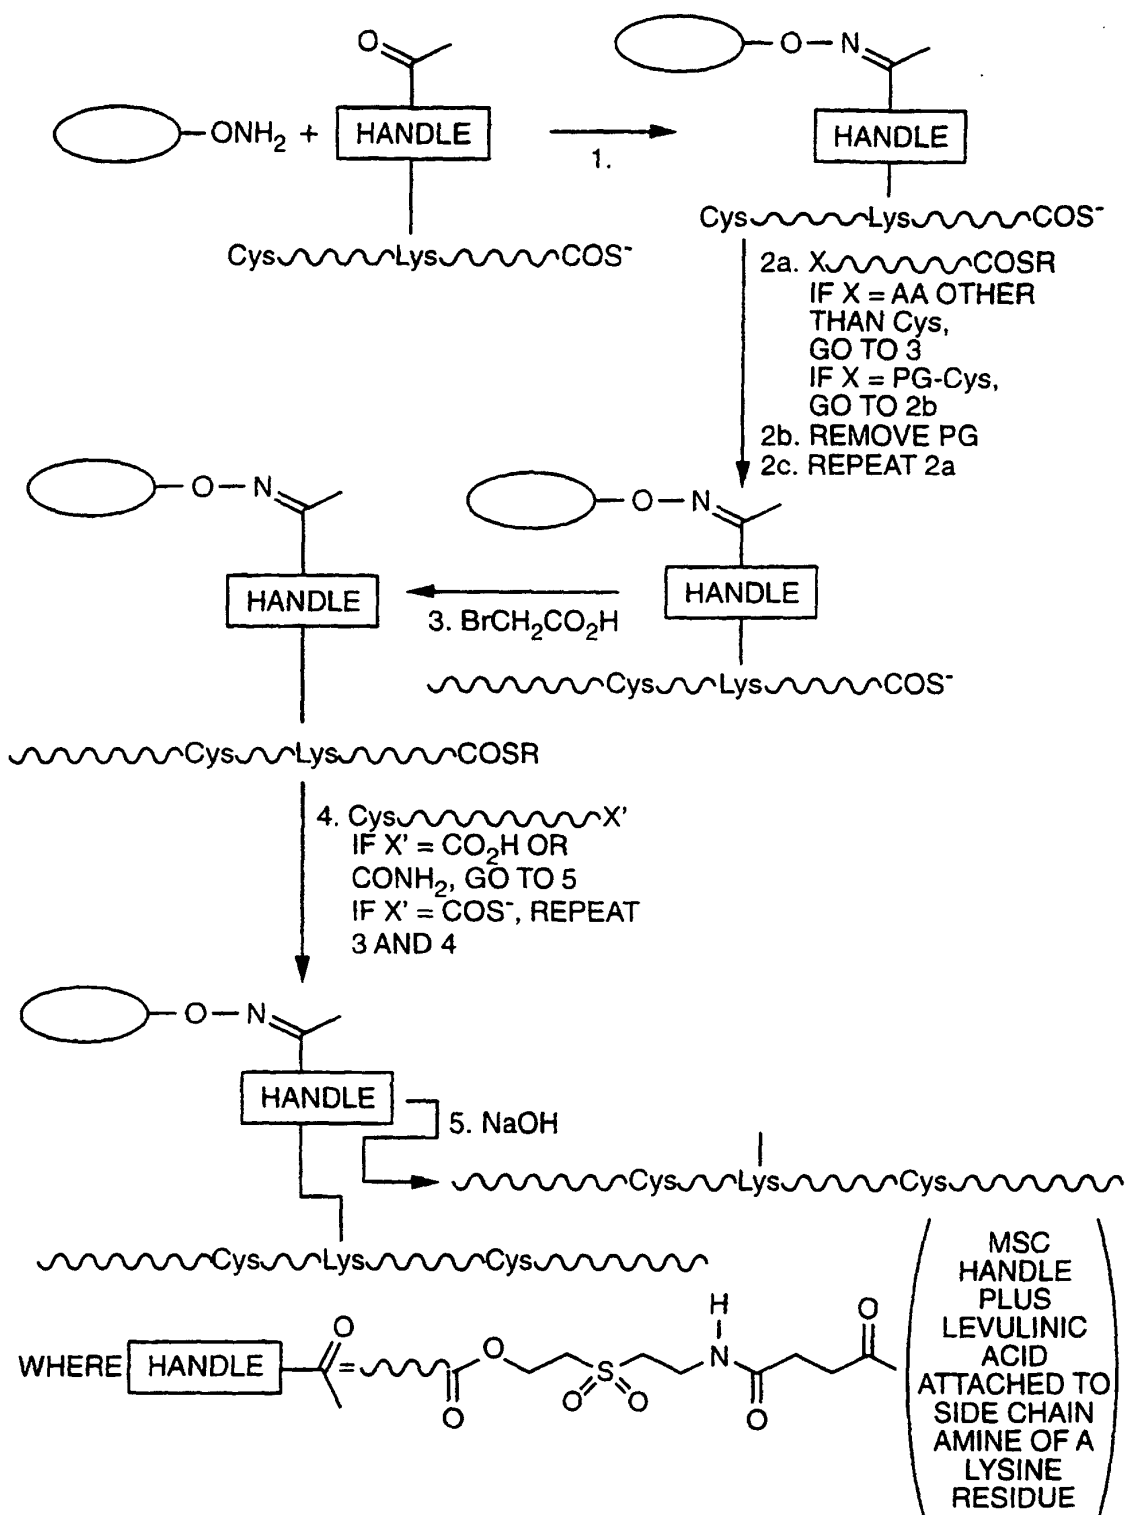 O
O–N
–ONH2 + HANDLE
1.
HANDLE
Cys Lys COS-
Cys Lys COS-
2a. X COSR
IF X = AA OTHER
THAN Cys,
GO TO 3
IF X = PG-Cys,
GO TO 2b
2b. REMOVE PG
2c. REPEAT 2a
O–N
O–N
HANDLE
HANDLE
3. BrCH2CO2H
Cys Lys COS-
Cys Lys COSR
4. Cys X'
IF X' = CO2H OR
CONH2, GO TO 5
IF X' = COS-, REPEAT
3 AND 4
O–N
HANDLE
5. NaOH
Cys Lys Cys
Cys Lys Cys
WHERE HANDLE O = O O S O O N H O O
MSC
HANDLE
PLUS
LEVULINIC
ACID
ATTACHED TO
SIDE CHAIN
AMINE OF A
LYSINE
RESIDUE